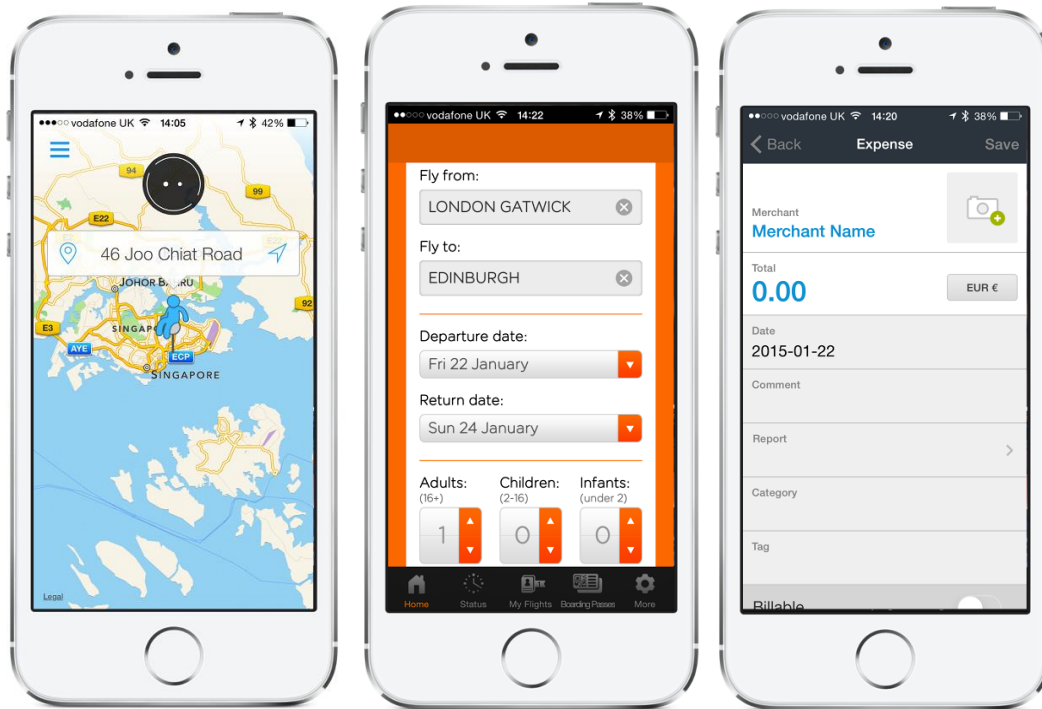 vodafone UK 14:05 42%
94
99
E22
46 Joo Chiat Road
JOHOR BA RU
92
E3
SINGAP
AYE
ECP
SINGAPORE
Legal
vodafone UK 14:22 38%
Fly from:
LONDON GATWICK
Fly to:
EDINBURGH
Departure date:
Fri 22 January
Return date:
Sun 24 January
Adults: Children: Infants:
(16+) (2-16) (under 2)
1 0 0
Home Status My Flights Boarding Passes More
vodafone UK 14:20 38%
Back Expense Save
Merchant
Merchant Name
Total
0.00 EUR €
Date
2015-01-22
Comment
Report
Category
Tag
Billable